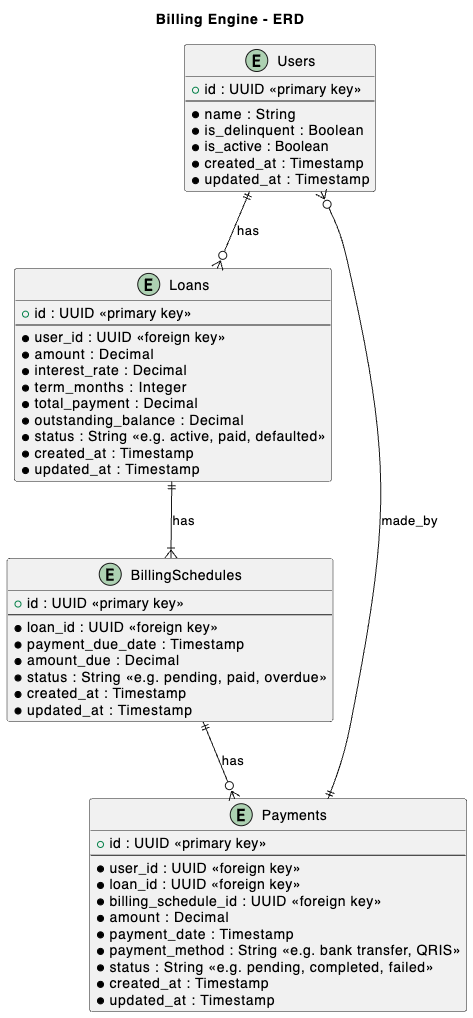 Billing Engine - ERD
E Users
id : UUID «primary key»
name : String
is_delinquent : Boolean
is_active : Boolean
created_at : Timestamp
updated_at : Timestamp
has
E Loans
id : UUID «primary key»
user_id : UUID «foreign key»
amount : Decimal
interest_rate : Decimal
term_months : Integer
total_payment : Decimal
outstanding_balance : Decimal
status : String «e.g. active, paid, defaulted»
created_at : Timestamp
updated_at : Timestamp
has
made_by
E BillingSchedules
id : UUID «primary key»
loan_id : UUID «foreign key»
payment_due_date : Timestamp
amount_due : Decimal
status : String «e.g. pending, paid, overdue»
created_at : Timestamp
updated_at : Timestamp
has
E Payments
id : UUID «primary key»
user_id : UUID «foreign key»
loan_id : UUID «foreign key»
billing_schedule_id : UUID «foreign key»
amount : Decimal
payment_date : Timestamp
payment_method : String «e.g. bank transfer, QRIS»
status : String «e.g. pending, completed, failed»
created_at : Timestamp
updated_at : Timestamp